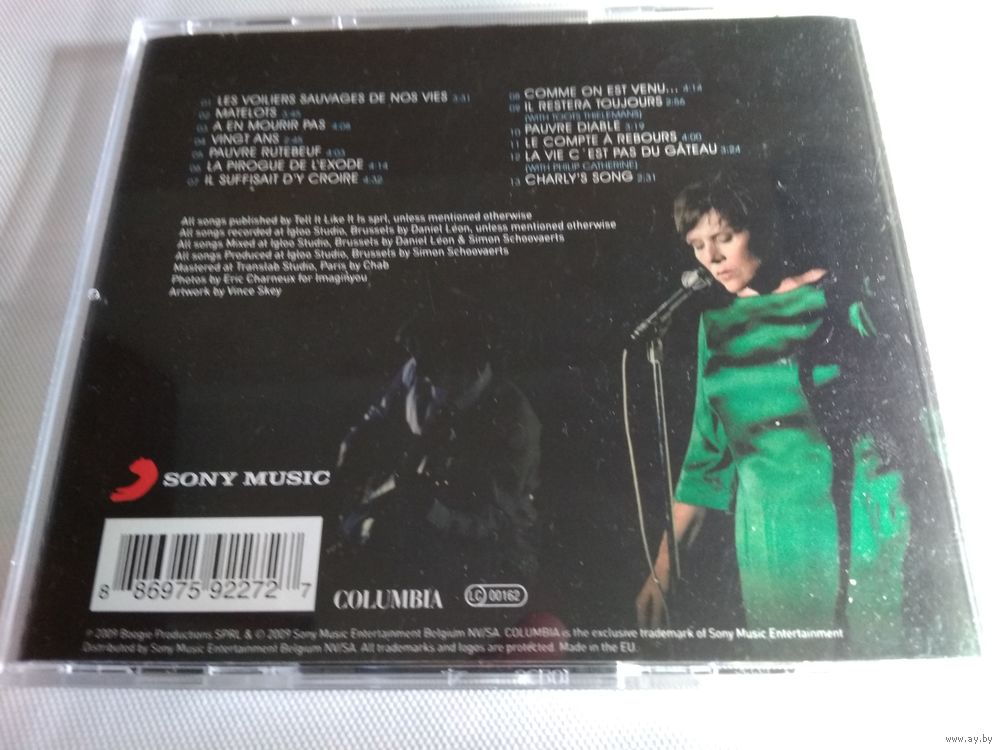 01 LES VOILIERS SAUVAGES DE NOS VIES 3:31
02 MATELOTS 3:45
03 A EN MOURIR PAS 4:08
04 VINGT ANS
05 PAUVRE RUTEBEUF 4:03
06 LA PIROGUE DE L'EXODE 4:14
07 IL SUFFISAIT D'Y CROIRE 4:32
08 COMME ON EST VENU... 4:14
09 IL RESTERA TOUJOURS 2:56
(WITH TOOTS THIELEMANS)
10 PAUVRE DIABLE 3:19
11 LE COMPTE À REBOURS 4:00
12 LA VIE C'EST PAS DU GÂTEAU 3:24
(WITH PHILIP CATHERINE)
13 CHARLY'S SONG 2:31
All songs published by Tell it Like It Is sprl, unless mentioned otherwise
All songs recorded at Igloo Studio, Brussels by Daniel Léon, unless mentioned otherwise
All songs Mixed at Igloo Studio, Brussels by Daniel Léon & Simon Schoovaerts
All songs Produced at Igloo Studio, Brussels by Simon Schoovaerts
Mastered at Translab Studio, Paris by Chab
Photos by Eric Charneux for Imagin'you
Artwork by Vince Skey
SONY MUSIC
8 86975 92272 7
COLUMBIA
LC 00162
℗ 2009 Boogie Productions SPRL & © 2009 Sony Music Entertainment Belgium NV/SA. COLUMBIA is the exclusive trademark of Sony Music Entertainment
Distributed by Sony Music Entertainment Belgium NV/SA. All trademarks and logos are protected. Made in the EU.
www.ay.by